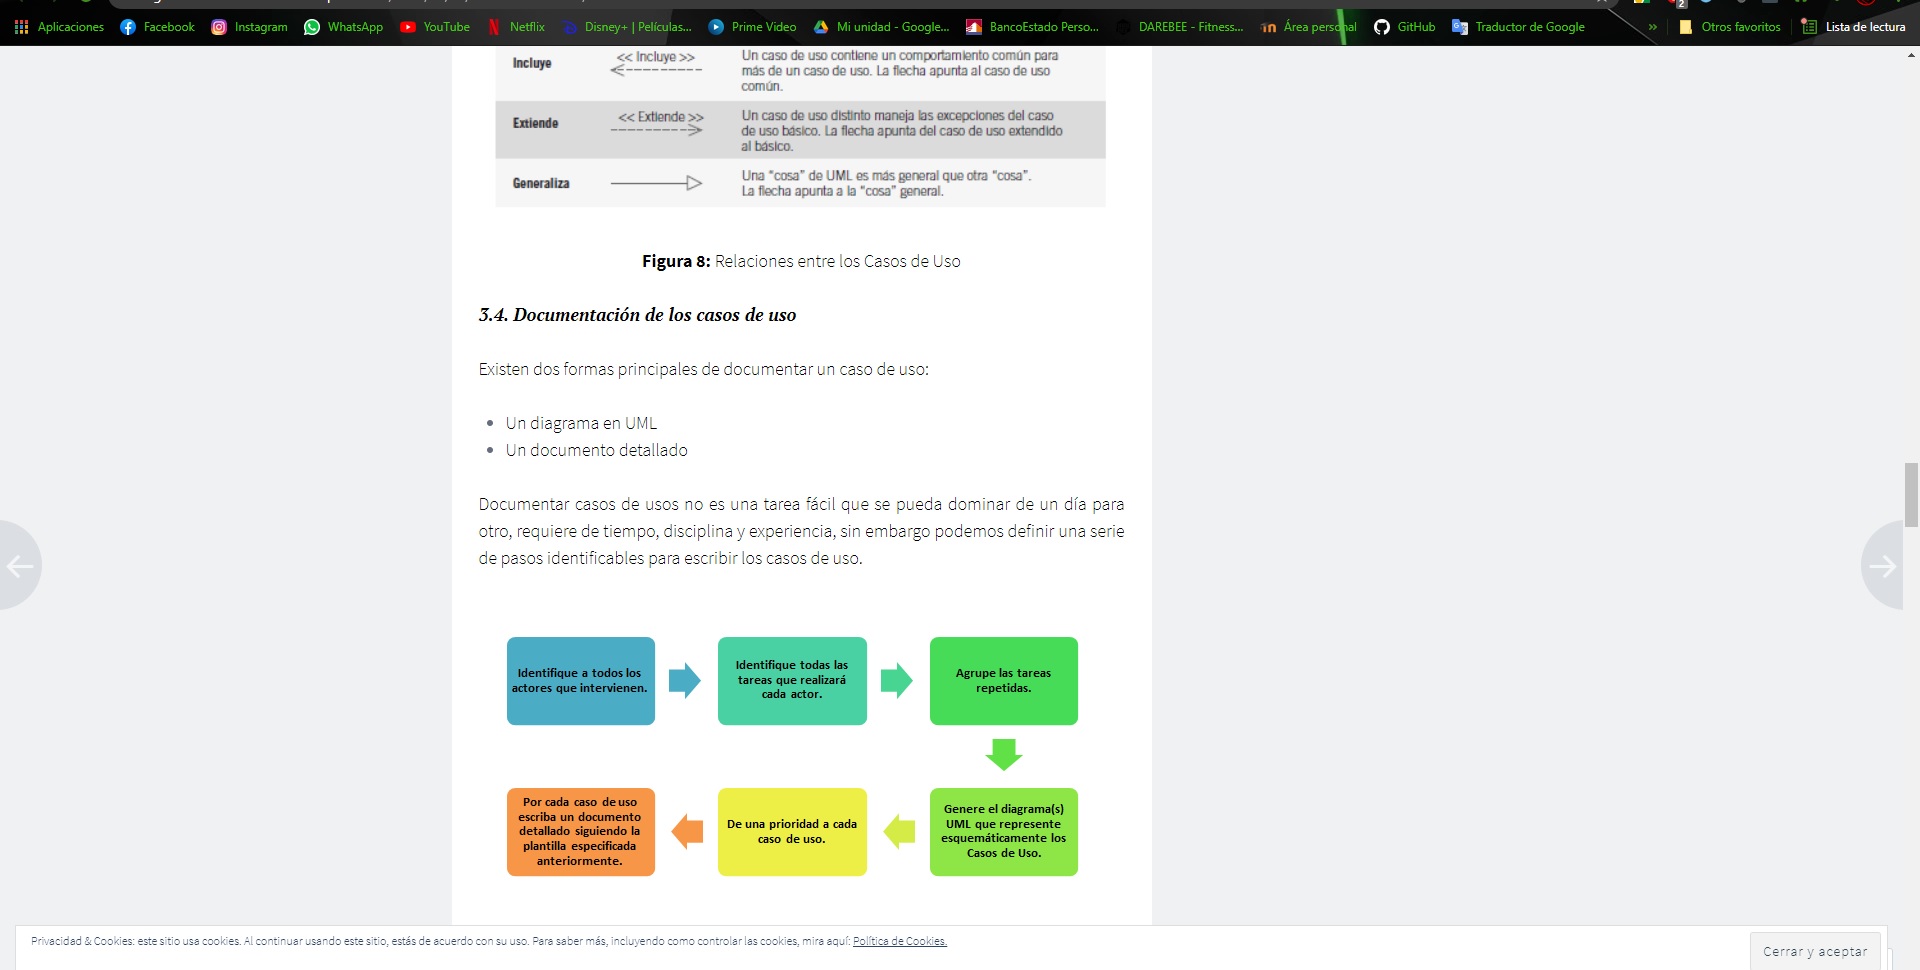 Aplicaciones Facebook Instagram WhatsApp YouTube Netflix Disney+ | Películas... Prime Video Mi unidad - Google... BancoEstado Perso... DAREBEE - Fitness... Área personal GitHub Traductor de Google » Otros favoritos Lista de lectura
Incluye
<< Incluye >>
Un caso de uso contiene un comportamiento común para
más de un caso de uso. La flecha apunta al caso de uso
común.
Extiende
<< Extiende >>
Un caso de uso distinto maneja las excepciones del caso
de uso básico. La flecha apunta del caso de uso extendido
al básico.
Generaliza
Una "cosa" de UML es más general que otra "cosa".
La flecha apunta a la "cosa" general.
Figura 8: Relaciones entre los Casos de Uso
3.4. Documentación de los casos de uso
Existen dos formas principales de documentar un caso de uso:
• Un diagrama en UML
• Un documento detallado
Documentar casos de usos no es una tarea fácil que se pueda dominar de un día para
otro, requiere de tiempo, disciplina y experiencia, sin embargo podemos definir una serie
de pasos identificables para escribir los casos de uso.
Identifique a todos los
actores que intervienen.
Identifique todas las
tareas que realizará
cada actor.
Agrupe las tareas
repetidas.
Genere el diagrama(s)
UML que represente
esquemáticamente los
Casos de Uso.
De una prioridad a cada
caso de uso.
Por cada caso de uso
escriba un documento
detallado siguiendo la
plantilla especificada
anteriormente.
Privacidad & Cookies: este sitio usa cookies. Al continuar usando este sitio, estás de acuerdo con su uso. Para saber más, incluyendo como controlar las cookies, mira aquí: Política de Cookies.
Cerrar y aceptar